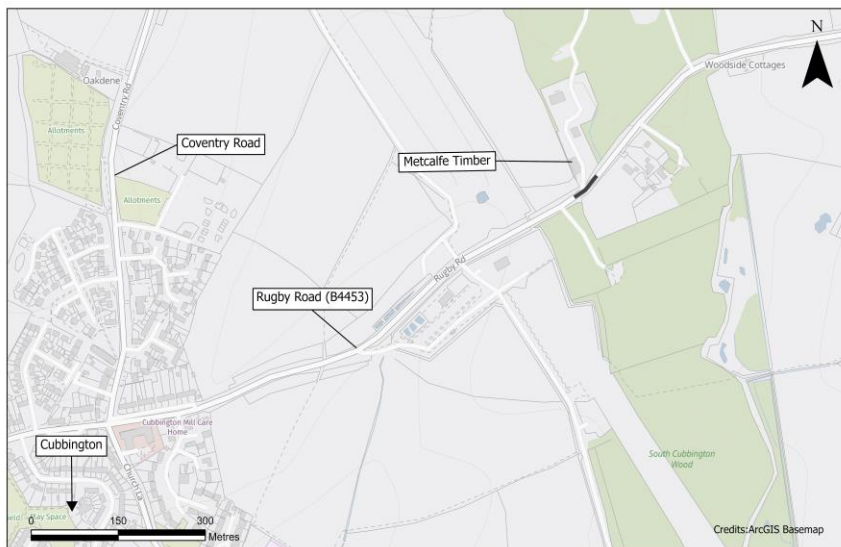 N
Woodside Cottages
Oakdene
Coventry Rd
Allotments
Coventry Road
Metcalfe Timber
Allotments
Rugby Rd
Rugby Road (B4453)
Cubbington Mill Care
Home
Cubbington
Church La
South Cubbington
Wood
field
Play Space
0 150 300
Metres
Credits:ArcGIS Basemap